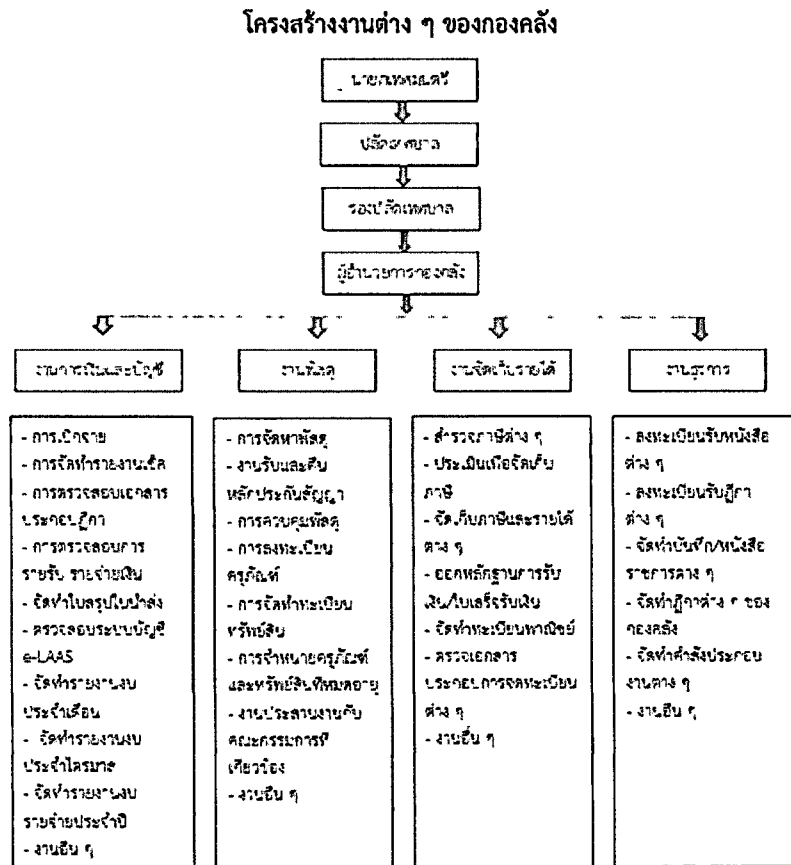 โครงสร้างงานต่าง ๆ ของกองคลัง
นายกเทศมนตรี
ปลัดเทศบาล
รองปลัดเทศบาล
ผู้อำนวยการกองคลัง
งานการเงินและบัญชี
- การเบิกจ่าย
- การจัดทำรายงานเช็ค
- การตรวจสอบเอกสาร
ประกอบฎีกา
- การตรวจสอบการ
รายรับ รายจ่ายเงิน
- จัดทำใบสรุปใบนำส่ง
- ตรวจสอบระบบบัญชี
e-LAAS
- จัดทำรายงานงบ
ประจำเดือน
- จัดทำรายงานงบ
ประจำไตรมาส
- จัดทำรายงานงบ
รายจ่ายประจำปี
- งานอื่น ๆ
งานพัสดุ
- การจัดหาพัสดุ
- งานรับและคืน
หลักประกันสัญญา
- การควบคุมพัสดุ
- การลงทะเบียน
ครุภัณฑ์
- การจัดทำทะเบียน
ทรัพย์สิน
- การจำหน่ายครุภัณฑ์
และทรัพย์สินที่หมดอายุ
- งานประสานงานกับ
คณะกรรมการที่
เกี่ยวข้อง
- งานอื่น ๆ
งานจัดเก็บรายได้
- สำรวจภาษีต่าง ๆ
- ประเมินเพื่อจัดเก็บ
ภาษี
- จัดเก็บภาษีและรายได้
ต่าง ๆ
- ออกหลักฐานการรับ
เงิน/ใบเสร็จรับเงิน
- จัดทำทะเบียนพาณิชย์
- ตรวจเอกสาร
ประกอบการจดทะเบียน
ต่าง ๆ
- งานอื่น ๆ
งานธุรการ
- ลงทะเบียนรับหนังสือ
ต่าง ๆ
- ลงทะเบียนรับฎีกา
ต่าง ๆ
- จัดทำบันทึก/หนังสือ
ราชการต่าง ๆ
- จัดทำฎีกาต่าง ๆ ของ
กองคลัง
- จัดทำคำสั่งประกอบ
งานต่าง ๆ
- งานอื่น ๆ